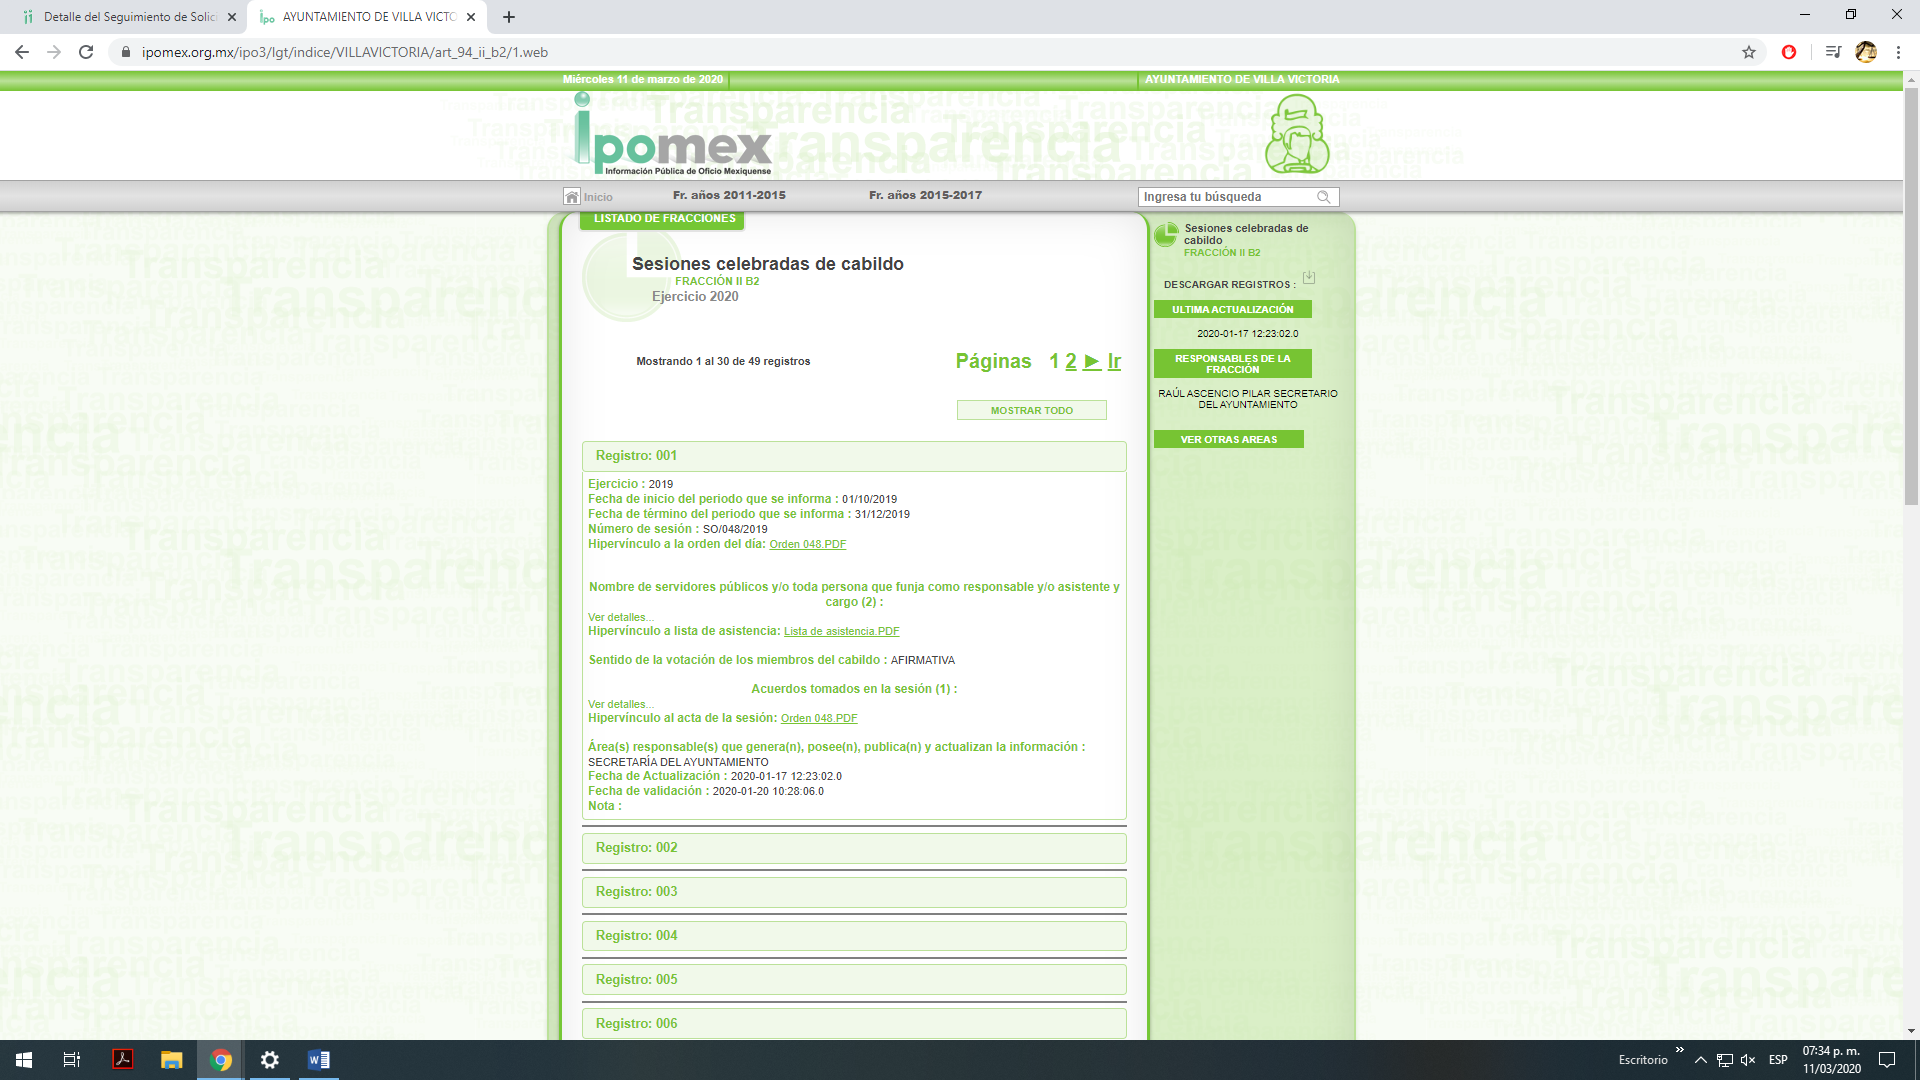 Detalle del Seguimiento de Solici
AYUNTAMIENTO DE VILLA VICTO
ipomex.org.mx/ipo3/lgt/indice/VILLAVICTORIA/art_94_ii_b2/1.web
Miércoles 11 de marzo de 2020
AYUNTAMIENTO DE VILLA VICTORIA
Transparencia
ipomex
Información Pública de Oficio Mexiquense
Inicio
Fr. años 2011-2015
Fr. años 2015-2017
Ingresa tu búsqueda
LISTADO DE FRACCIONES
Sesiones celebradas de cabildo
FRACCIÓN II B2
Ejercicio 2020
Mostrando 1 al 30 de 49 registros
Páginas 1 2 ► Ir
MOSTRAR TODO
Registro: 001
Ejercicio : 2019
Fecha de inicio del periodo que se informa : 01/10/2019
Fecha de término del periodo que se informa : 31/12/2019
Número de sesión : SO/048/2019
Hipervínculo a la orden del día: Orden 048.PDF
Nombre de servidores públicos y/o toda persona que funja como responsable y/o asistente y
cargo (2) :
Ver detalles...
Hipervínculo a lista de asistencia: Lista de asistencia.PDF
Sentido de la votación de los miembros del cabildo : AFIRMATIVA
Acuerdos tomados en la sesión (1) :
Ver detalles...
Hipervínculo al acta de la sesión: Orden 048.PDF
Área(s) responsable(s) que genera(n), posee(n), publica(n) y actualizan la información :
SECRETARÍA DEL AYUNTAMIENTO
Fecha de Actualización : 2020-01-17 12:23:02.0
Fecha de validación : 2020-01-20 10:28:06.0
Nota :
Registro: 002
Registro: 003
Registro: 004
Registro: 005
Registro: 006
Sesiones celebradas de
cabildo
FRACCIÓN II B2
DESCARGAR REGISTROS :
ULTIMA ACTUALIZACIÓN
2020-01-17 12:23:02.0
RESPONSABLES DE LA
FRACCIÓN
RAÚL ASCENCIO PILAR SECRETARIO
DEL AYUNTAMIENTO
VER OTRAS AREAS
Escritorio
ESP
07:34 p. m.
11/03/2020